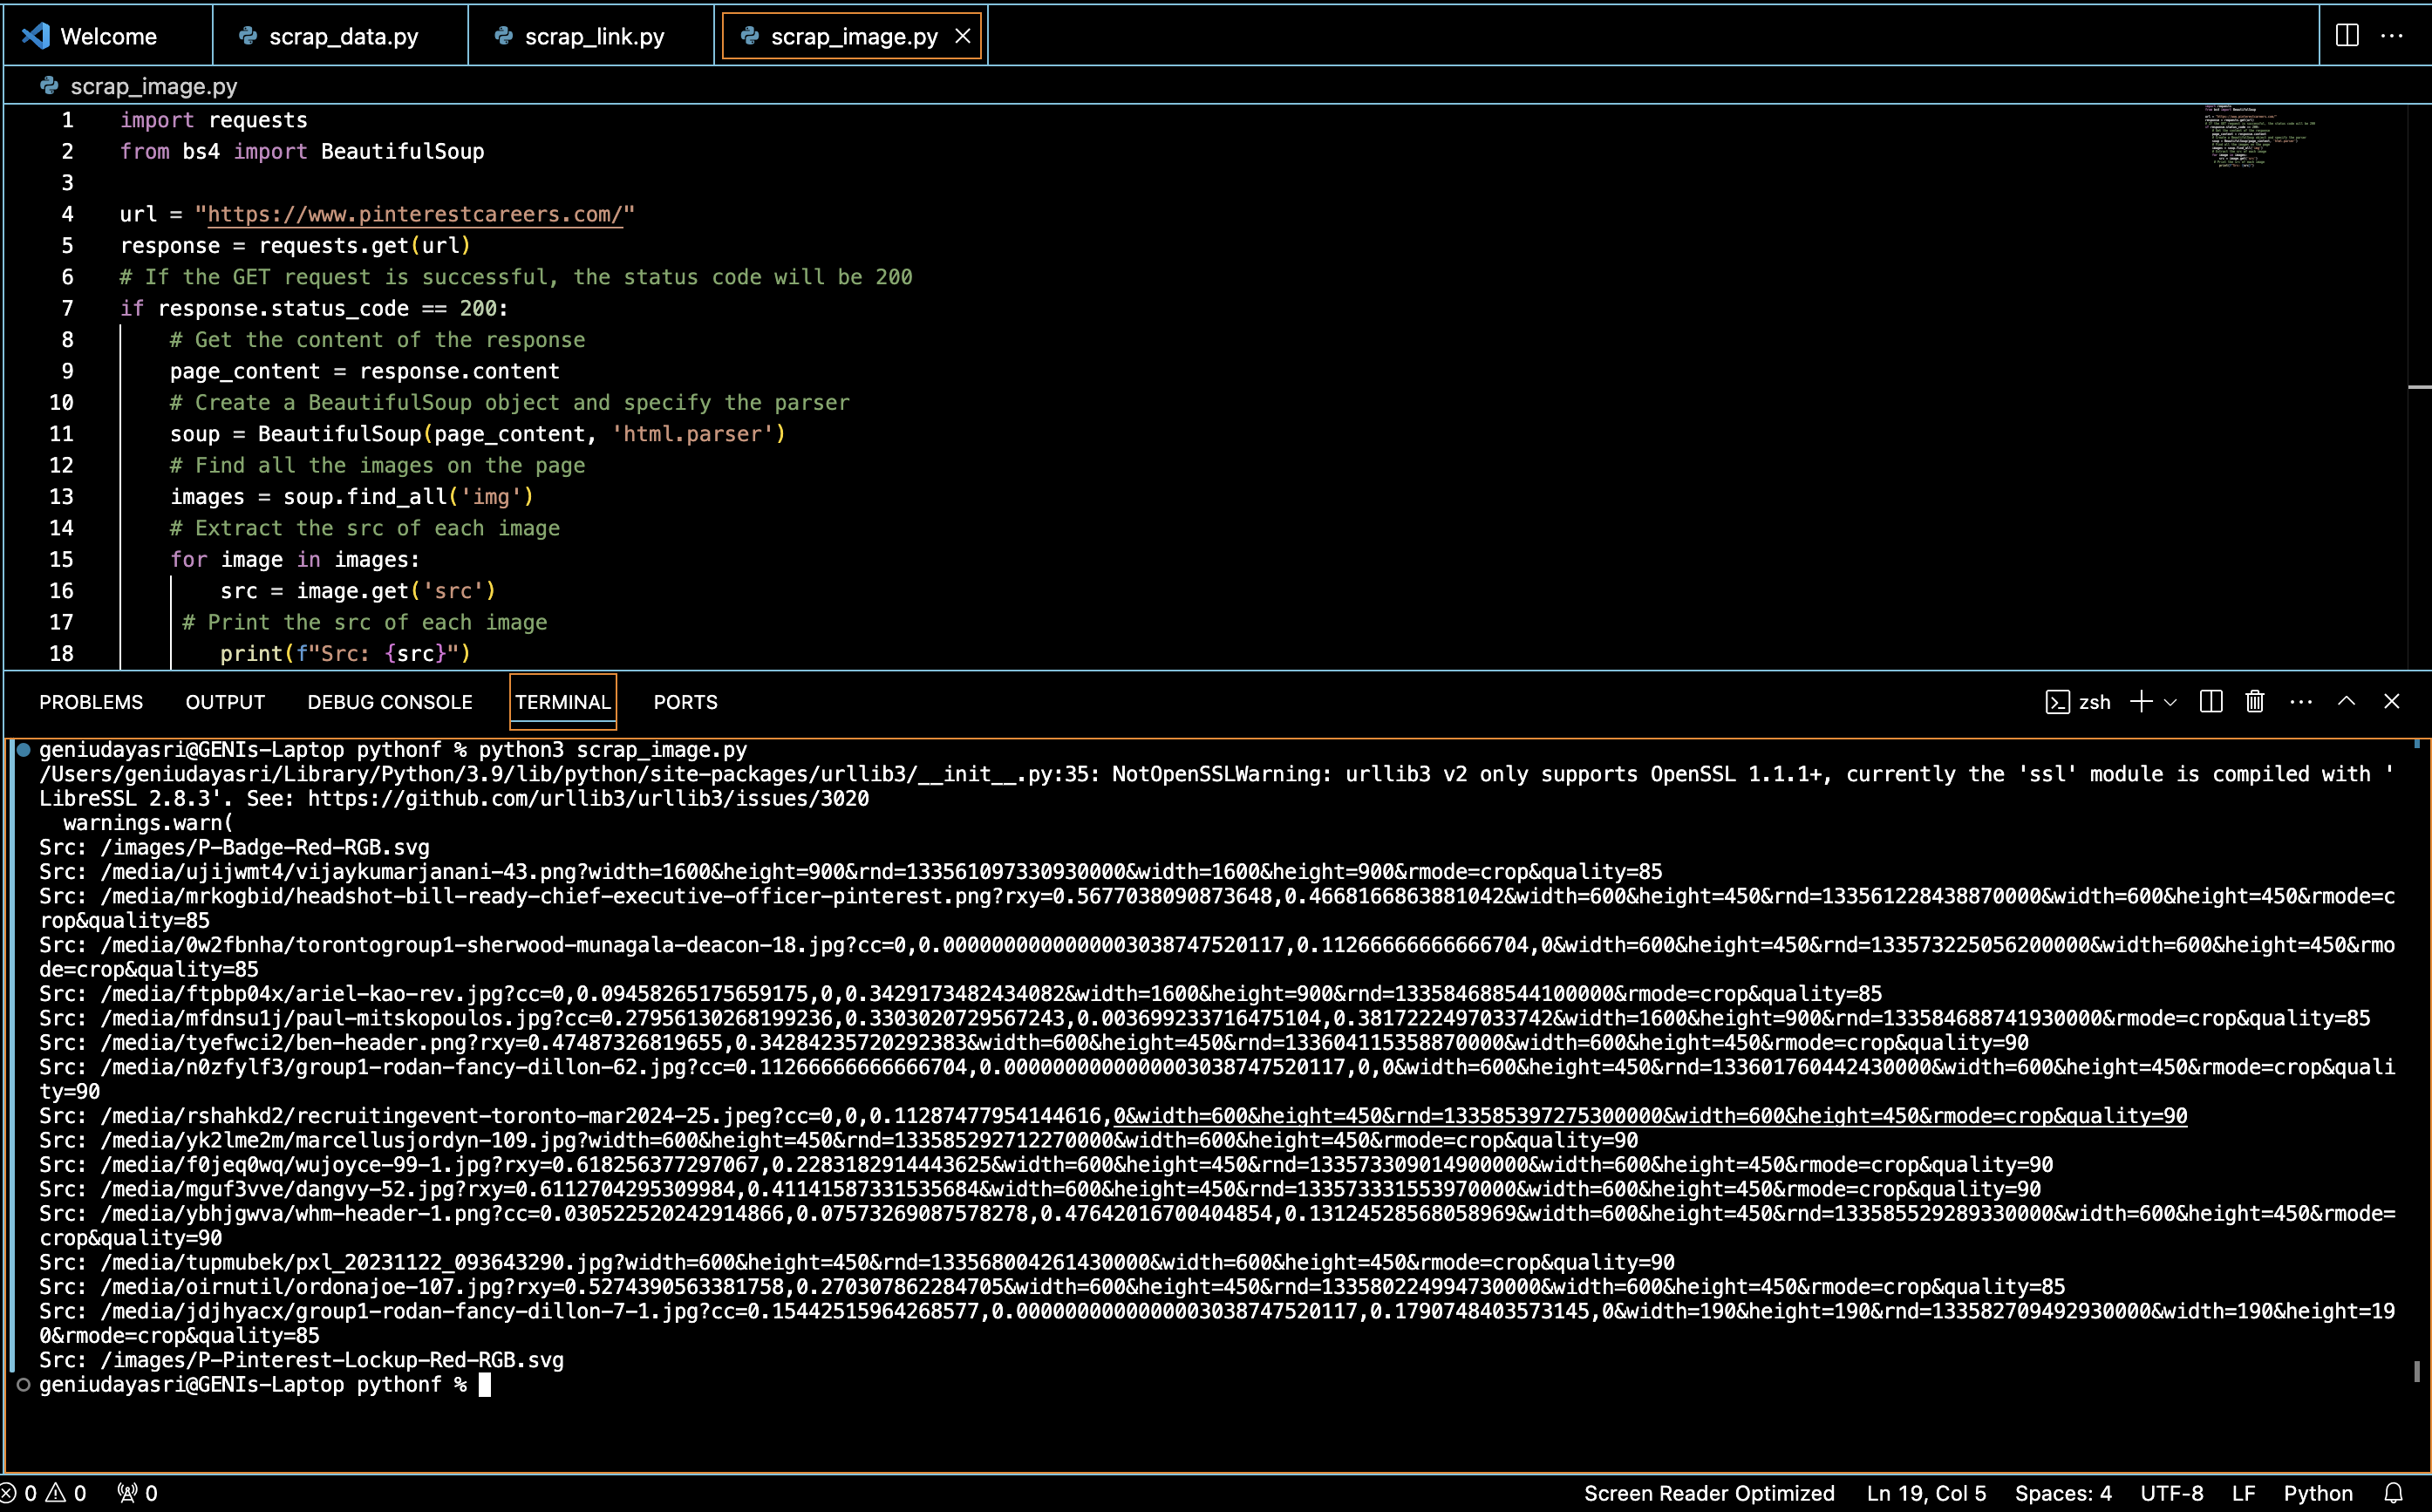 Welcome
scrap_data.py
scrap_link.py
scrap_image.py
scrap_image.py
1 import requests
2 from bs4 import BeautifulSoup
3
4 url = "https://www.pinterestcareers.com/"
5 response = requests.get(url)
6 # If the GET request is successful, the status code will be 200
7 if response.status_code == 200:
8 # Get the content of the response
9 page_content = response.content
10 # Create a BeautifulSoup object and specify the parser
11 soup = BeautifulSoup(page_content, 'html.parser')
12 # Find all the images on the page
13 images = soup.find_all('img')
14 # Extract the src of each image
15 for image in images:
16 src = image.get('src')
17 # Print the src of each image
18 print(f"Src: {src}")
PROBLEMS OUTPUT DEBUG CONSOLE TERMINAL PORTS zsh
geniudayasri@GENIs-Laptop pythonf % python3 scrap_image.py
/Users/geniudayasri/Library/Python/3.9/lib/python/site-packages/urllib3/__init__.py:35: NotOpenSSLWarning: urllib3 v2 only supports OpenSSL 1.1.1+, currently the 'ssl' module is compiled with '
LibreSSL 2.8.3'. See: https://github.com/urllib3/urllib3/issues/3020
warnings.warn(
Src: /images/P-Badge-Red-RGB.svg
Src: /media/ujijwmt4/vijaykumarjanani-43.png?width=1600&height=900&rnd=133561097330930000&width=1600&height=900&rmode=crop&quality=85
Src: /media/mrkogbid/headshot-bill-ready-chief-executive-officer-pinterest.png?rxy=0.5677038090873648,0.4668166863881042&width=600&height=450&rnd=133561228438870000&width=600&height=450&rmode=c
rop&quality=85
Src: /media/0w2fbnha/torontogroup1-sherwood-munagala-deacon-18.jpg?cc=0,0.0000000000000003038747520117,0.11266666666666704,0&width=600&height=450&rnd=133573225056200000&width=600&height=450&rmo
de=crop&quality=85
Src: /media/ftpbp04x/ariel-kao-rev.jpg?cc=0,0.09458265175659175,0,0.3429173482434082&width=1600&height=900&rnd=133584688544100000&rmode=crop&quality=85
Src: /media/mfdnsu1j/paul-mitskopoulos.jpg?cc=0.27956130268199236,0.3303020729567243,0.003699233716475104,0.3817222497033742&width=1600&height=900&rnd=133584688741930000&rmode=crop&quality=85
Src: /media/tyefwci2/ben-header.png?rxy=0.47487326819655,0.34284235720292383&width=600&height=450&rnd=133604115358870000&width=600&height=450&rmode=crop&quality=90
Src: /media/n0zfylf3/group1-rodan-fancy-dillon-62.jpg?cc=0.11266666666666704,0.0000000000000003038747520117,0,0&width=600&height=450&rnd=133601760442430000&width=600&height=450&rmode=crop&quali
ty=90
Src: /media/rshahkd2/recruitingevent-toronto-mar2024-25.jpeg?cc=0,0,0.11287477954144616,0&width=600&height=450&rnd=133585397275300000&width=600&height=450&rmode=crop&quality=90
Src: /media/yk2lme2m/marcellusjordyn-109.jpg?width=600&height=450&rnd=133585292712270000&width=600&height=450&rmode=crop&quality=90
Src: /media/f0jeq0wq/wujoyce-99-1.jpg?rxy=0.618256377297067,0.2283182914443625&width=600&height=450&rnd=133573309014900000&width=600&height=450&rmode=crop&quality=90
Src: /media/mguf3vve/dangvy-52.jpg?rxy=0.6112704295309984,0.41141587331535684&width=600&height=450&rnd=133573331553970000&width=600&height=450&rmode=crop&quality=90
Src: /media/ybhjgwva/whm-header-1.png?cc=0.030522520242914866,0.07573269087578278,0.47642016700404854,0.13124528568058969&width=600&height=450&rnd=133585529289330000&width=600&height=450&rmode=
crop&quality=90
Src: /media/tupmubek/pxl_20231122_093643290.jpg?width=600&height=450&rnd=133568004261430000&width=600&height=450&rmode=crop&quality=90
Src: /media/oirnutil/ordonajoe-107.jpg?rxy=0.5274390563381758,0.270307862284705&width=600&height=450&rnd=133580224994730000&width=600&height=450&rmode=crop&quality=85
Src: /media/jdjhyacx/group1-rodan-fancy-dillon-7-1.jpg?cc=0.15442515964268577,0.0000000000000003038747520117,0.1790748403573145,0&width=190&height=190&rnd=133582709492930000&width=190&height=19
0&rmode=crop&quality=85
Src: /images/P-Pinterest-Lockup-Red-RGB.svg
geniudayasri@GENIs-Laptop pythonf %
0 0 0 Screen Reader Optimized Ln 19, Col 5 Spaces: 4 UTF-8 LF Python